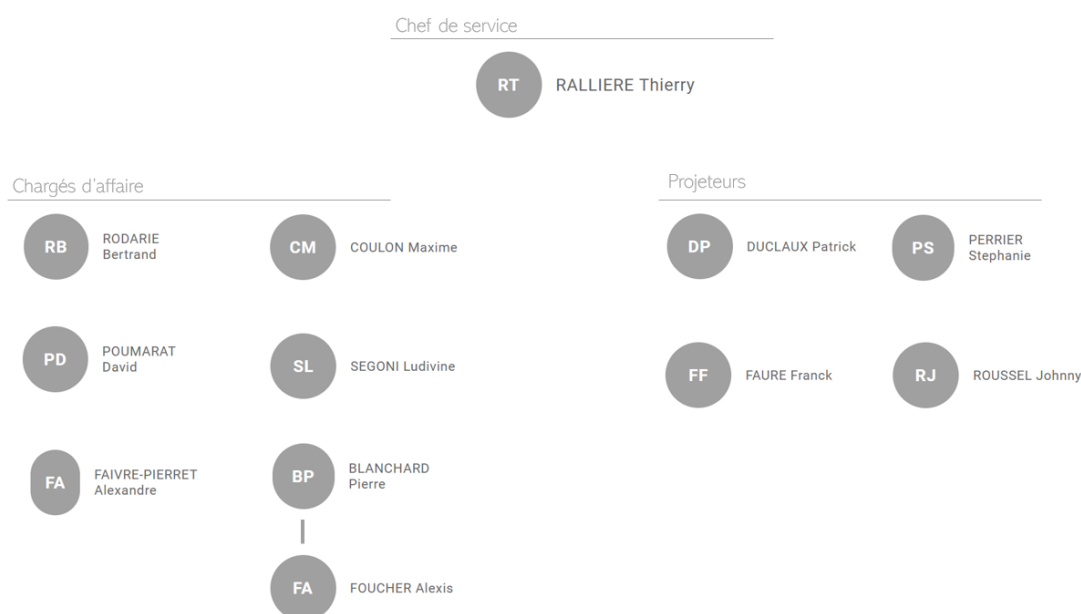 Chef de service
RT
RALLIERE Thierry
Chargés d'affaire
RB
RODARIE
Bertrand
CM
COULON Maxime
PD
POUMARAT
David
SL
SEGONI Ludivine
FA
FAIVRE-PIERRET
Alexandre
BP
BLANCHARD
Pierre
FA
FOUCHER Alexis
Projeteurs
DP
DUCLAUX Patrick
PS
PERRIER
Stephanie
FF
FAURE Franck
RJ
ROUSSEL Johnny